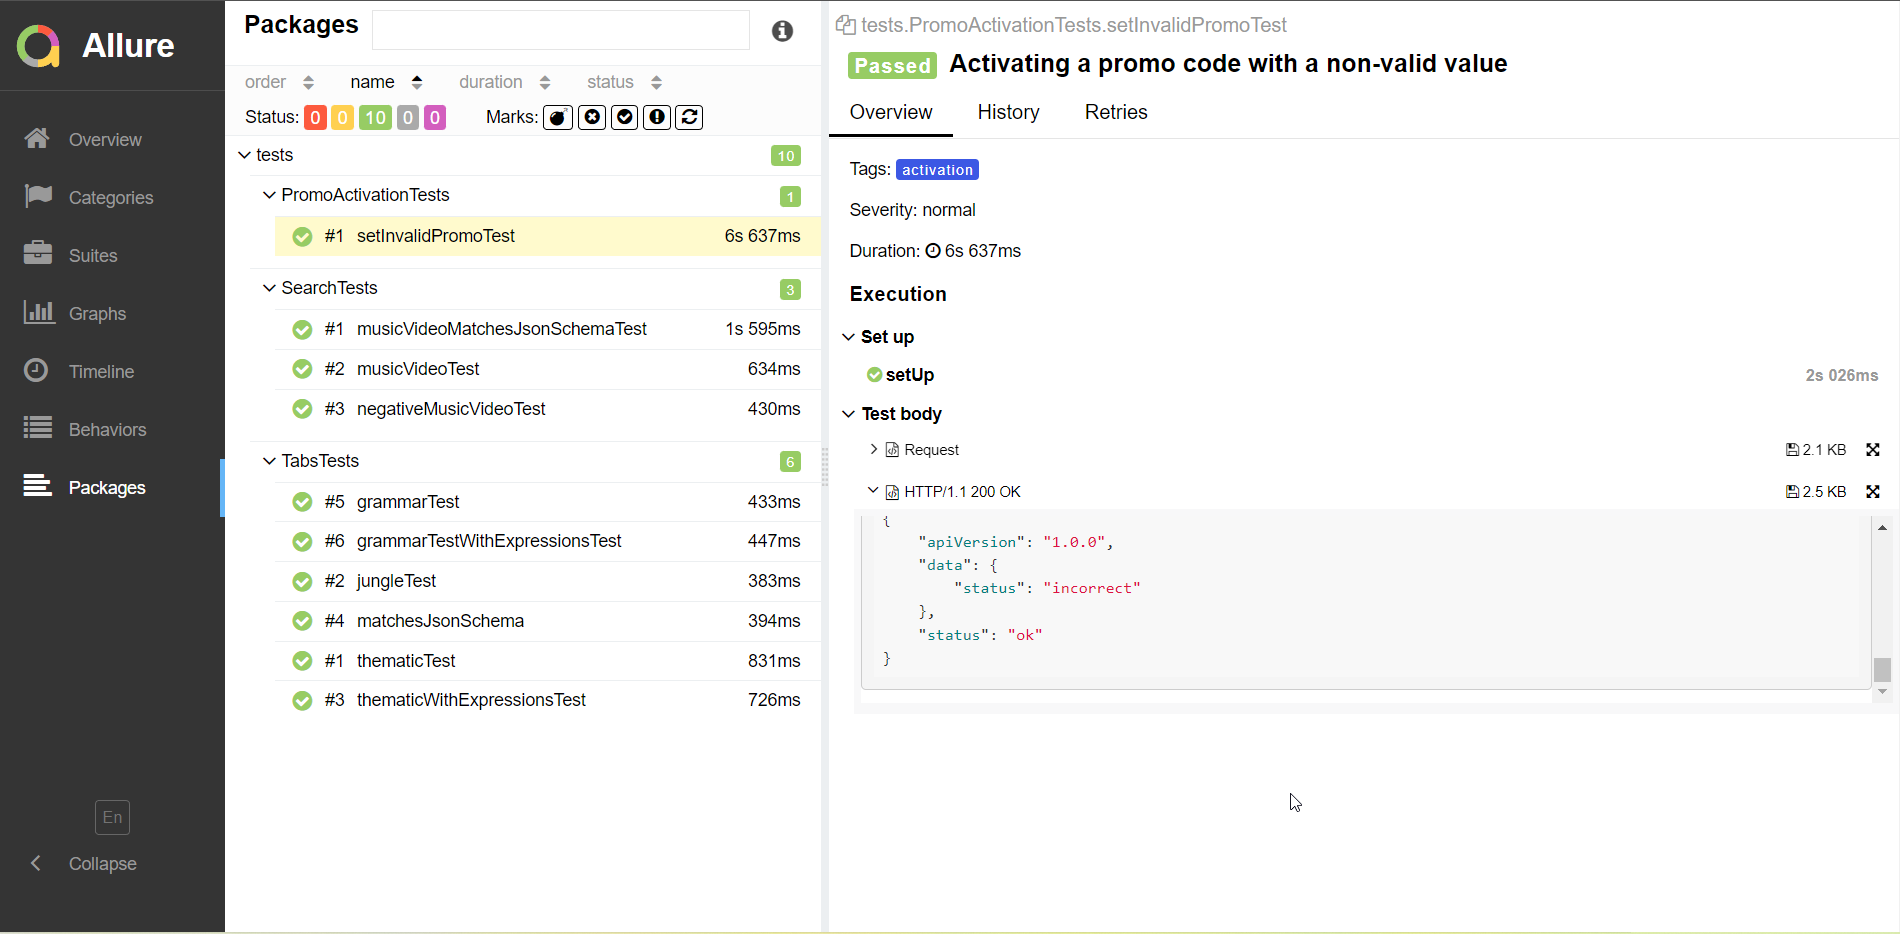 Allure
Overview
Categories
Suites
Graphs
Timeline
Behaviors
Packages
En
Collapse
Packages
order name duration status
Status: 0 0 10 0 0 Marks:
tests 10
PromoActivationTests 1
#1 setInvalidPromoTest 6s 637ms
SearchTests 3
#1 musicVideoMatchesJsonSchemaTest 1s 595ms
#2 musicVideoTest 634ms
#3 negativeMusicVideoTest 430ms
TabsTests 6
#5 grammarTest 433ms
#6 grammarTestWithExpressionsTest 447ms
#2 jungleTest 383ms
#4 matchesJsonSchema 394ms
#1 thematicTest 831ms
#3 thematicWithExpressionsTest 726ms
tests.PromoActivationTests.setInvalidPromoTest
Passed Activating a promo code with a non-valid value
Overview History Retries
Tags: activation
Severity: normal
Duration: 6s 637ms
Execution
Set up
setUp 2s 026ms
Test body
Request 2.1 KB
HTTP/1.1 200 OK 2.5 KB
{
"apiVersion": "1.0.0",
"data": {
"status": "incorrect"
},
"status": "ok"
}